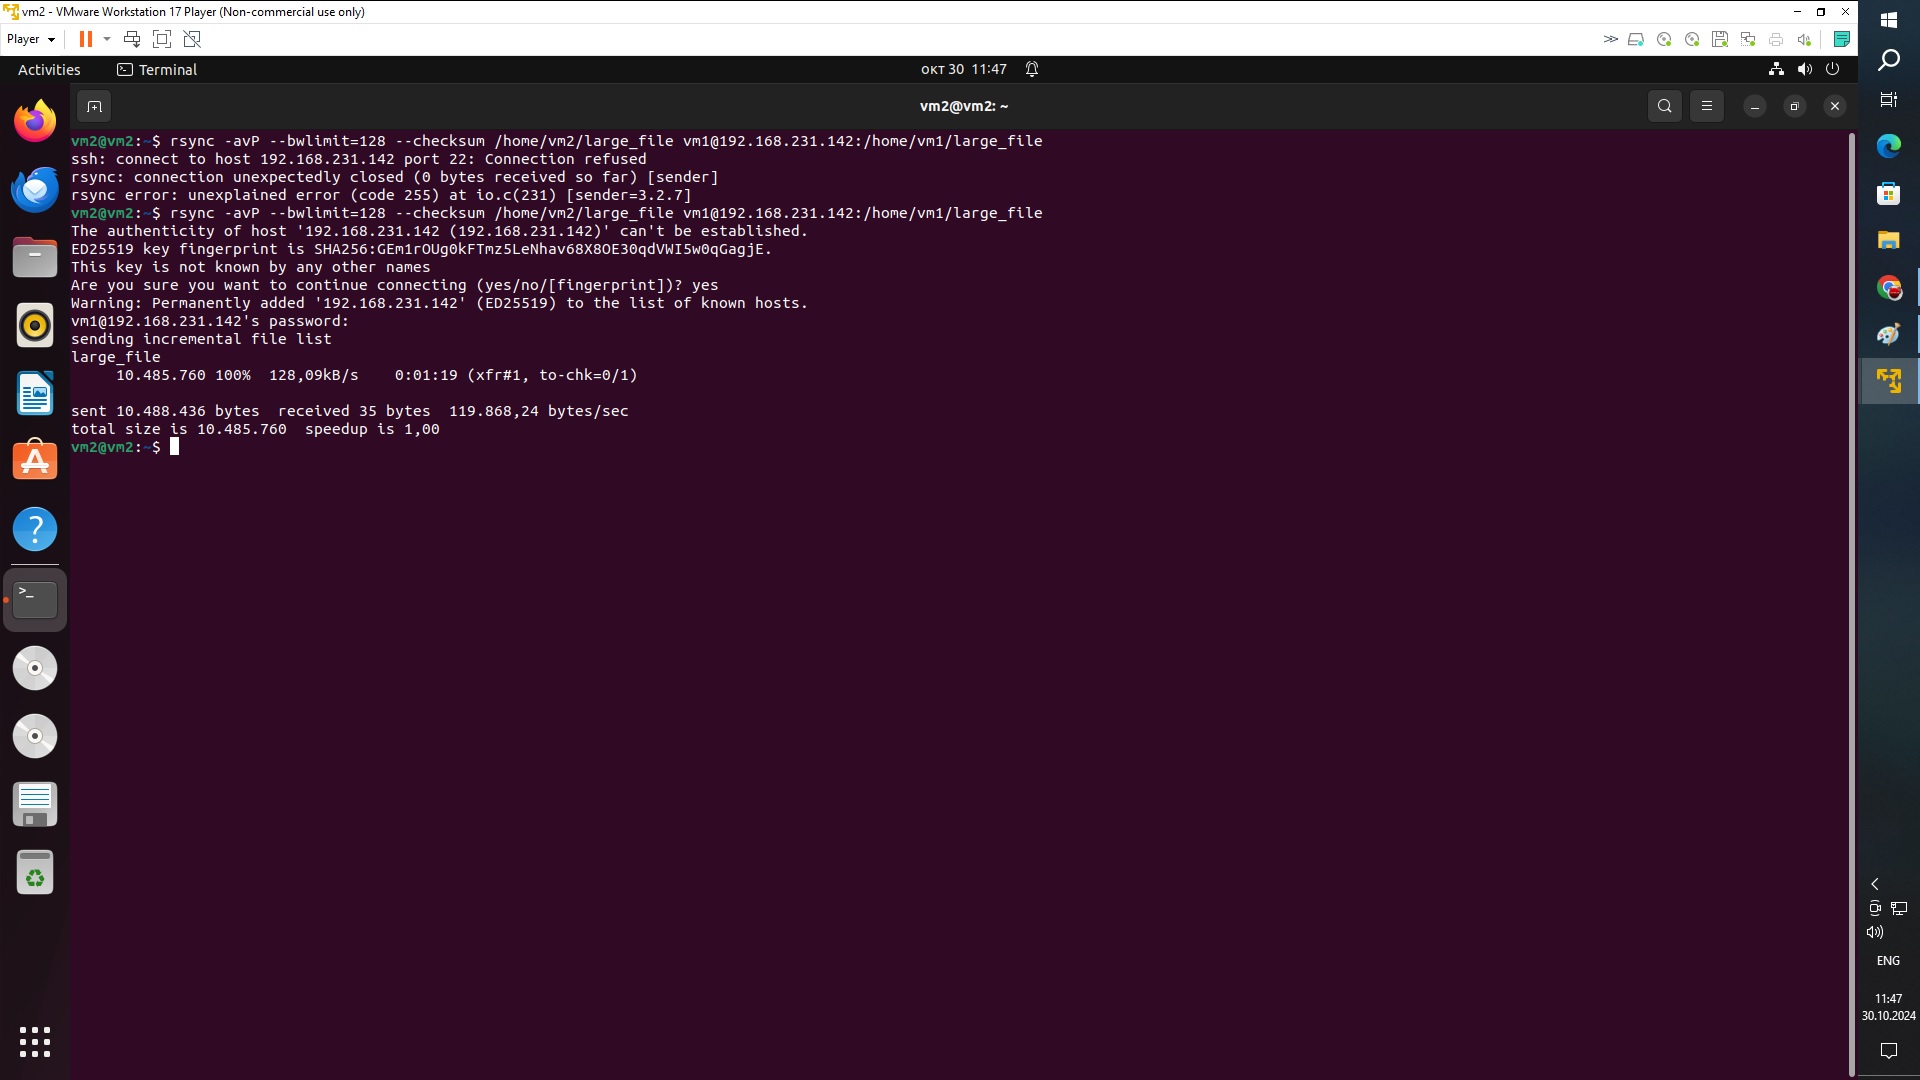 vm2 - VMware Workstation 17 Player (Non-commercial use only)
Player
Activities
Terminal
окт 30 11:47
vm2@vm2: ~
vm2@vm2:~$ rsync -avP --bwlimit=128 --checksum /home/vm2/large_file vm1@192.168.231.142:/home/vm1/large_file
ssh: connect to host 192.168.231.142 port 22: Connection refused
rsync: connection unexpectedly closed (0 bytes received so far) [sender]
rsync error: unexplained error (code 255) at io.c(231) [sender=3.2.7]
vm2@vm2:~$ rsync -avP --bwlimit=128 --checksum /home/vm2/large_file vm1@192.168.231.142:/home/vm1/large_file
The authenticity of host '192.168.231.142 (192.168.231.142)' can't be established.
ED25519 key fingerprint is SHA256:GEm1rOUg0kFTmz5LeNhav68X8OE30qdVWI5w0qGagjE.
This key is not known by any other names
Are you sure you want to continue connecting (yes/no/[fingerprint])? yes
Warning: Permanently added '192.168.231.142' (ED25519) to the list of known hosts.
vm1@192.168.231.142's password:
sending incremental file list
large_file
10.485.760 100% 128,09kB/s 0:01:19 (xfr#1, to-chk=0/1)
sent 10.488.436 bytes received 35 bytes 119.868,24 bytes/sec
total size is 10.485.760 speedup is 1,00
vm2@vm2:~$
ENG
11:47
30.10.2024